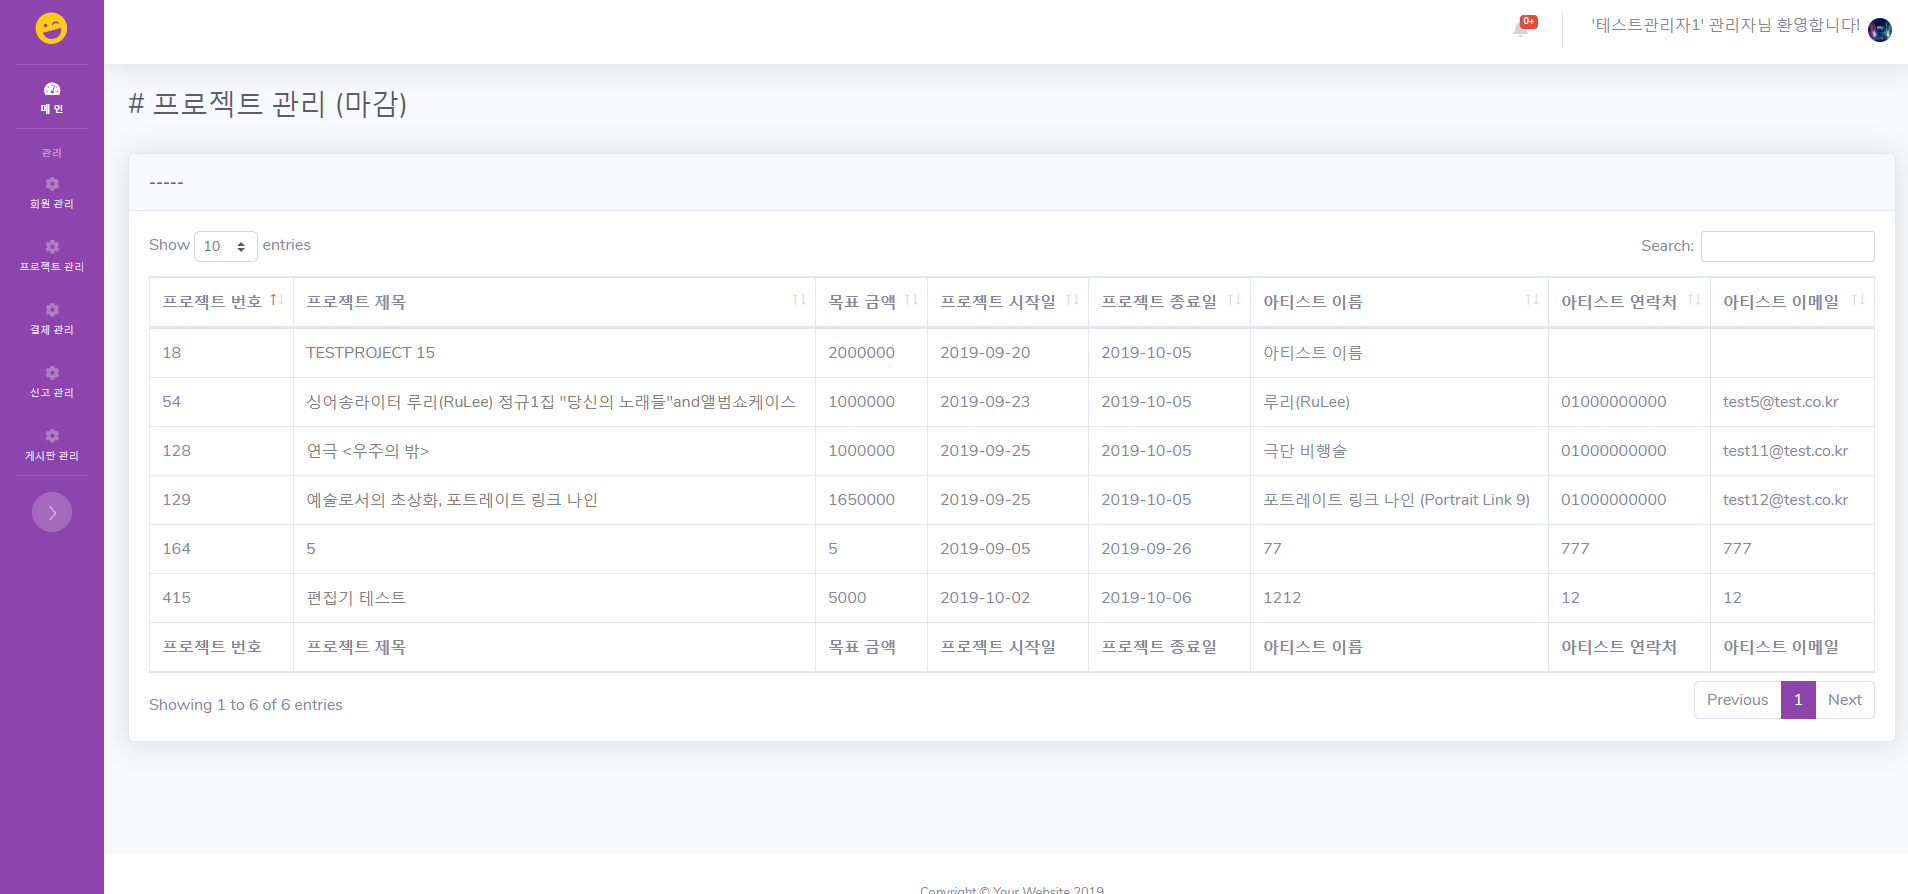 0+
'테스트관리자1' 관리자님 환영합니다!
메 인
관리
회원 관리
프로젝트 관리
결제 관리
신고 관리
게시판 관리
# 프로젝트 관리 (마감)
-----
Show 10 entries
Search:
프로젝트 번호 프로젝트 제목 목표 금액 프로젝트 시작일 프로젝트 종료일 아티스트 이름 아티스트 연락처 아티스트 이메일
18 TESTPROJECT 15 2000000 2019-09-20 2019-10-05 아티스트 이름
54 싱어송라이터 루리(RuLee) 정규1집 "당신의 노래들"and앨범쇼케이스 1000000 2019-09-23 2019-10-05 루리(RuLee) 01000000000 test5@test.co.kr
128 연극 <우주의 밖> 1000000 2019-09-25 2019-10-05 극단 비행술 01000000000 test11@test.co.kr
129 예술로서의 초상화, 포트레이트 링크 나인 1650000 2019-09-25 2019-10-05 포트레이트 링크 나인 (Portrait Link 9) 01000000000 test12@test.co.kr
164 5 5 2019-09-05 2019-09-26 77 777 777
415 편집기 테스트 5000 2019-10-02 2019-10-06 1212 12 12
프로젝트 번호 프로젝트 제목 목표 금액 프로젝트 시작일 프로젝트 종료일 아티스트 이름 아티스트 연락처 아티스트 이메일
Showing 1 to 6 of 6 entries
Previous 1 Next
Copyright © Your Website 2019